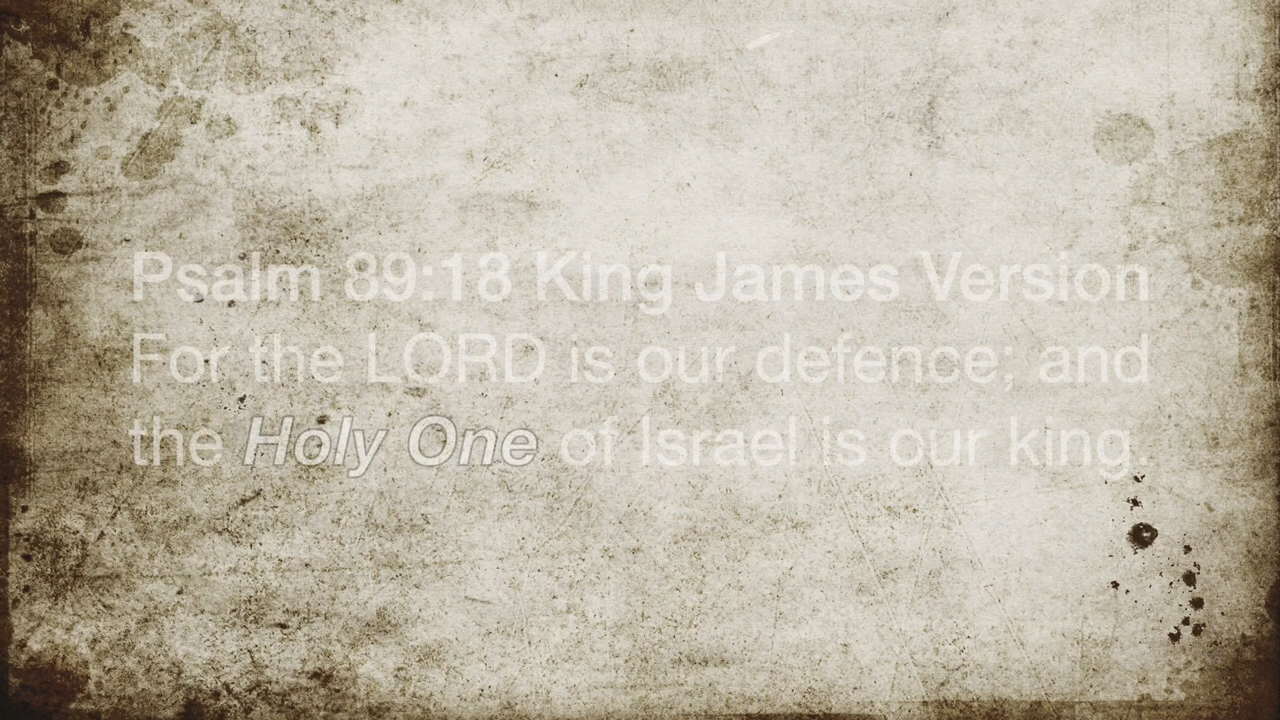 Psalm 89:18 King James Version
For the LORD is our defence; and
the Holy One of Israel is our king.